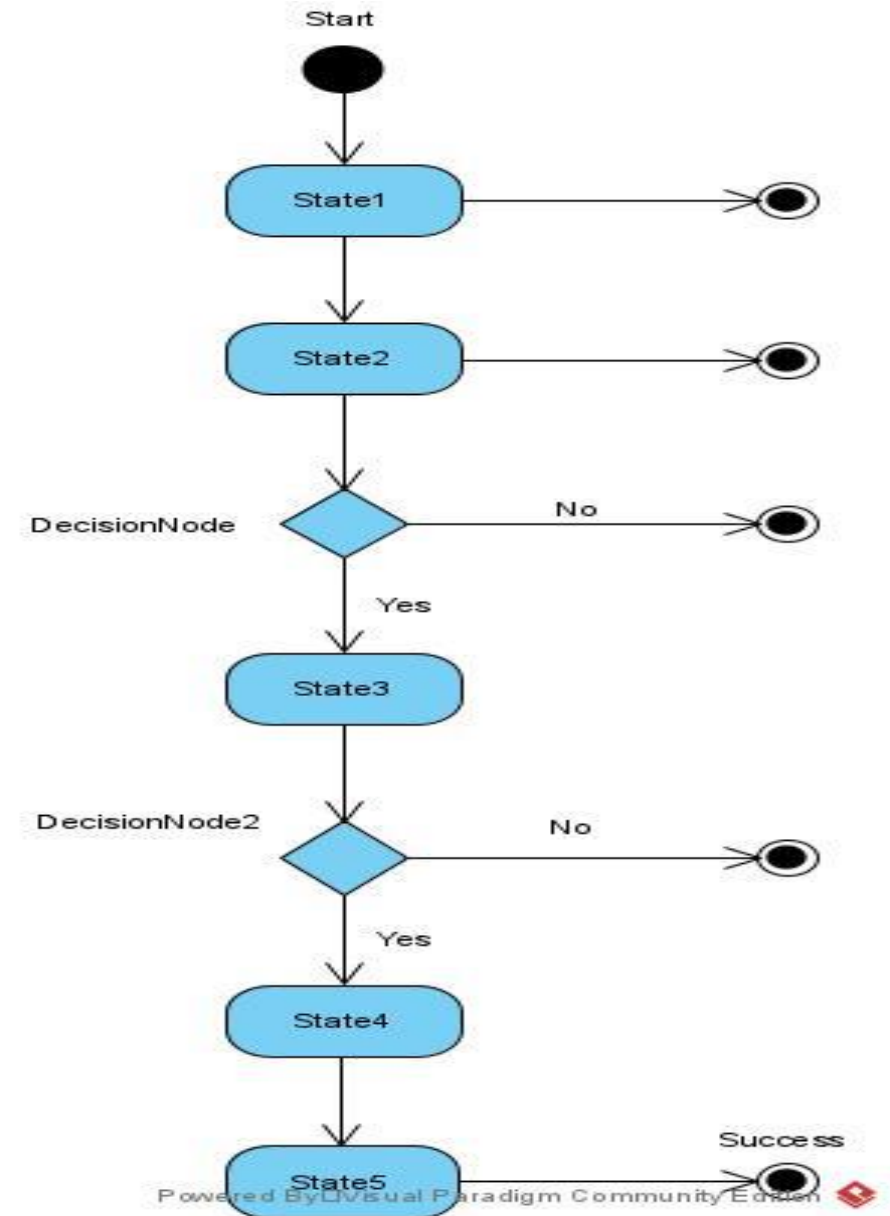 Start
State1
State2
DecisionNode
No
Yes
State3
DecisionNode2
No
Yes
State4
Success
State5
Powered By Visual Paradigm Community Edition